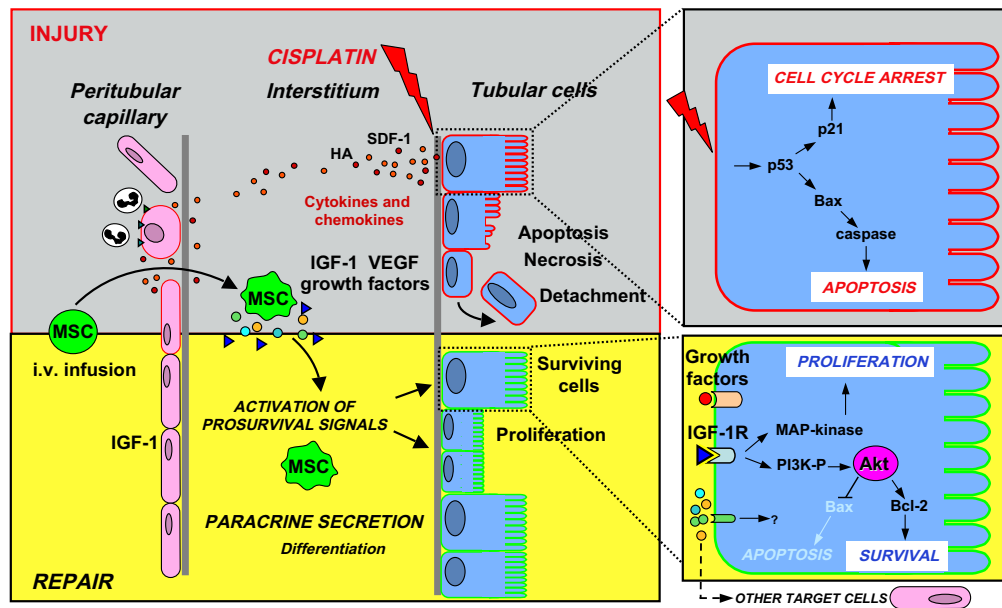 INJURY
CISPLATIN
Peritubular
capillary
Interstitium
Tubular cells
SDF-1
HA
Cytokines and
chemokines
Apoptosis
Necrosis
IGF-1 VEGF
growth factors
MSC
Detachment
MSC
i.v. infusion
Surviving
cells
ACTIVATION OF
PROSURVIVAL SIGNALS
Proliferation
IGF-1
MSC
PARACRINE SECRETION
Differentiation
REPAIR
CELL CYCLE ARREST
p21
p53
Bax
caspase
APOPTOSIS
Growth
factors
PROLIFERATION
IGF-1R
MAP-kinase
PI3K-P
Akt
Bax
Bcl-2
?
APOPTOSIS
SURVIVAL
OTHER TARGET CELLS